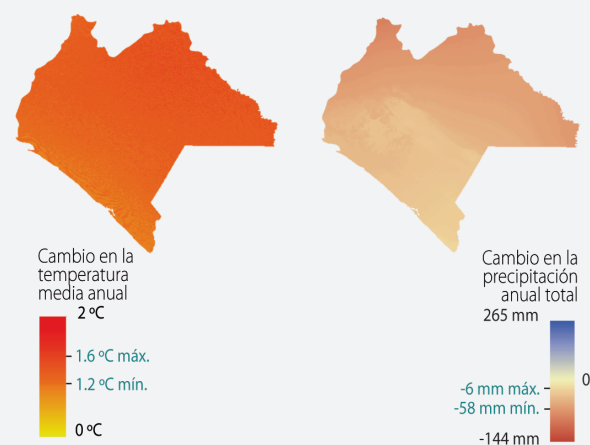 Cambio en la
temperatura
media anual
2 ºC
1.6 ºC máx.
1.2 ºC mín.
0 ºC
Cambio en la
precipitación
anual total
265 mm
0
-6 mm máx.
-58 mm mín.
-144 mm